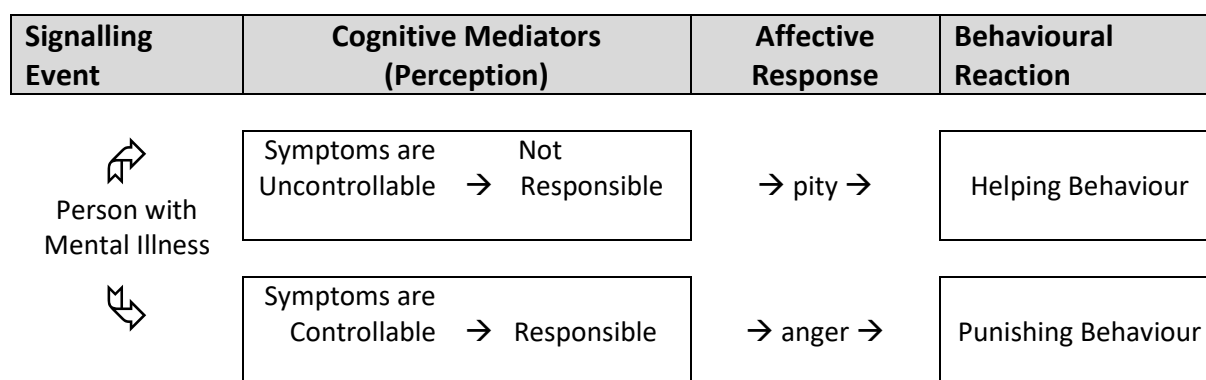 Signalling Event
Cognitive Mediators (Perception)
Affective Response
Behavioural Reaction
Person with
Mental Illness
Symptoms are Not
Uncontrollable → Responsible
→ pity →
Helping Behaviour
Symptoms are
Controllable → Responsible
→ anger →
Punishing Behaviour